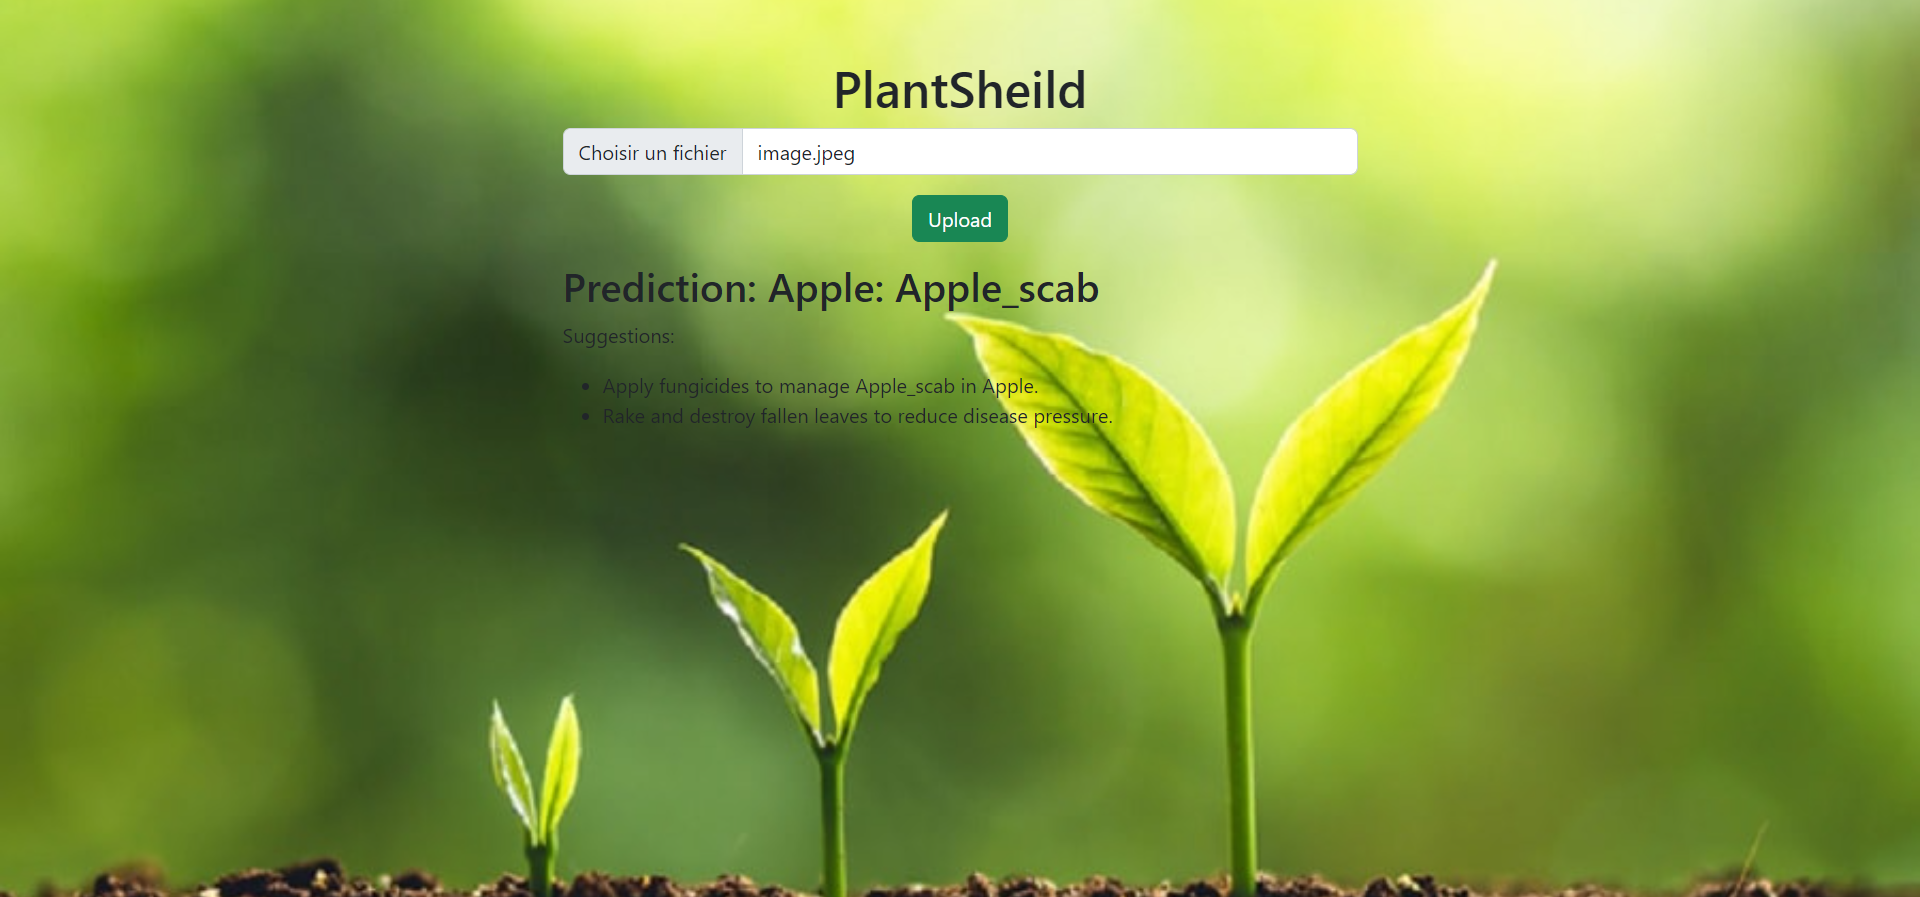 PlantSheild
Choisir un fichier image.jpeg
Upload
Prediction: Apple: Apple_scab
Suggestions:
• Apply fungicides to manage Apple_scab in Apple.
• Rake and destroy fallen leaves to reduce disease pressure.